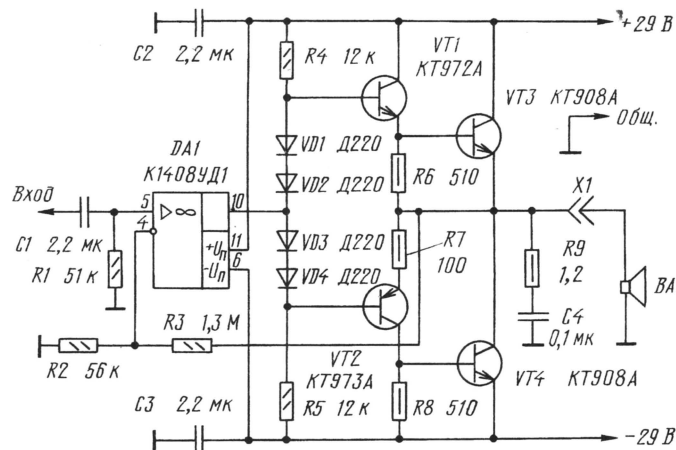 +29 В
C2 2,2 мк
R4 12 к
VT1
КТ972А
VT3 КТ908А
Общ.
VD1 Д220
DA1
К1408УД1
R6 510
VD2 Д220
Вход
5
4
▷∞
10
X1
C1 2,2 мк
+Uп
11
-Uп
6
VD3 Д220
R7
100
R9
1,2
R1 51 к
VD4 Д220
ВА
R3 1,3 М
C4
0,1 мк
R2 56 к
VT2
КТ973А
VT4 КТ908А
C3 2,2 мк
R5 12 к
R8 510
-29 В